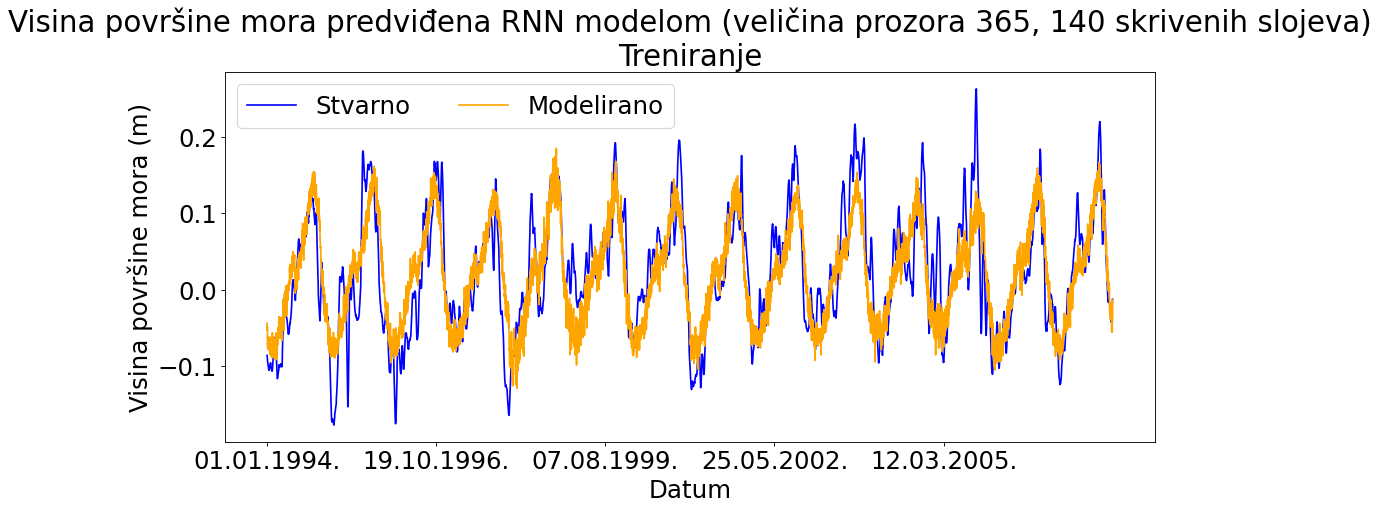 Visina površine mora predviđena RNN modelom (veličina prozora 365, 140 skrivenih slojeva)
Treniranje
Stvarno Modelirano
Visina površine mora (m)
0.2
0.1
0.0
−0.1
01.01.1994. 19.10.1996. 07.08.1999. 25.05.2002. 12.03.2005.
Datum